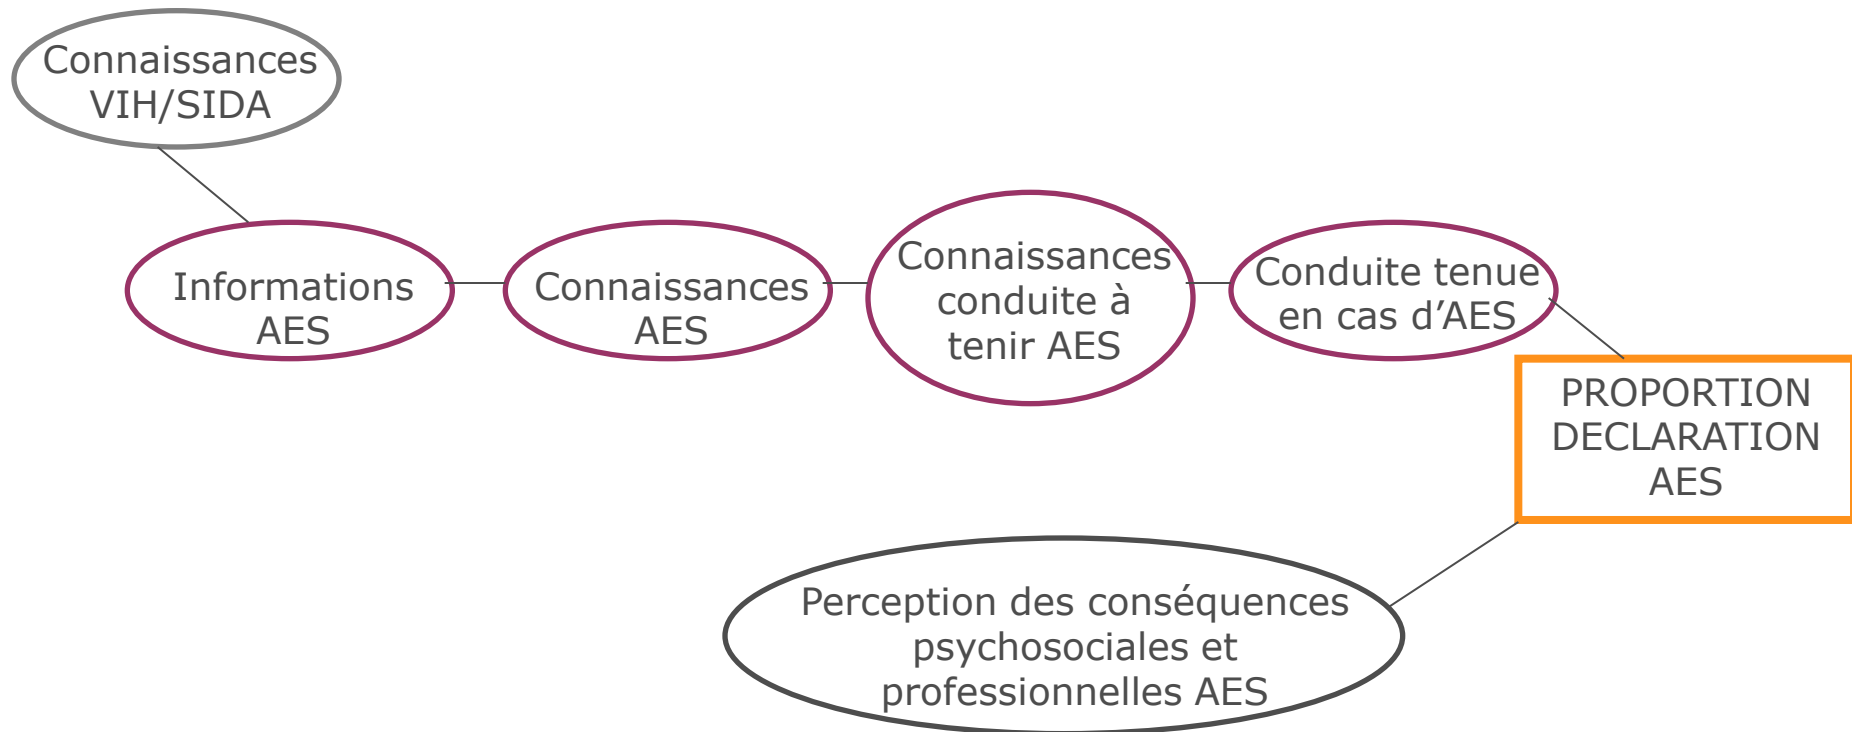 Connaissances
VIH/SIDA
Informations
AES
Connaissances
AES
Connaissances
conduite à
tenir AES
Conduite tenue
en cas d’AES
PROPORTION
DECLARATION
AES
Perception des conséquences
psychosociales et
professionnelles AES